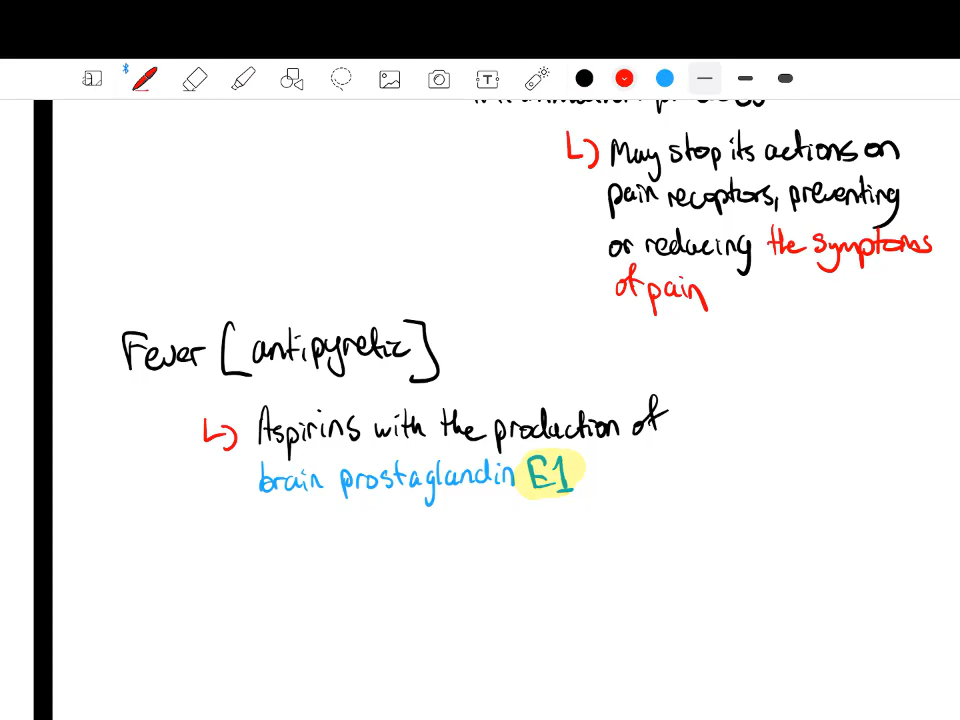 May stop its actions on
pain receptors, preventing
or reducing the symptoms
of pain
Fever [antipyretic]
Aspirins with the production of
brain prostaglandin E1